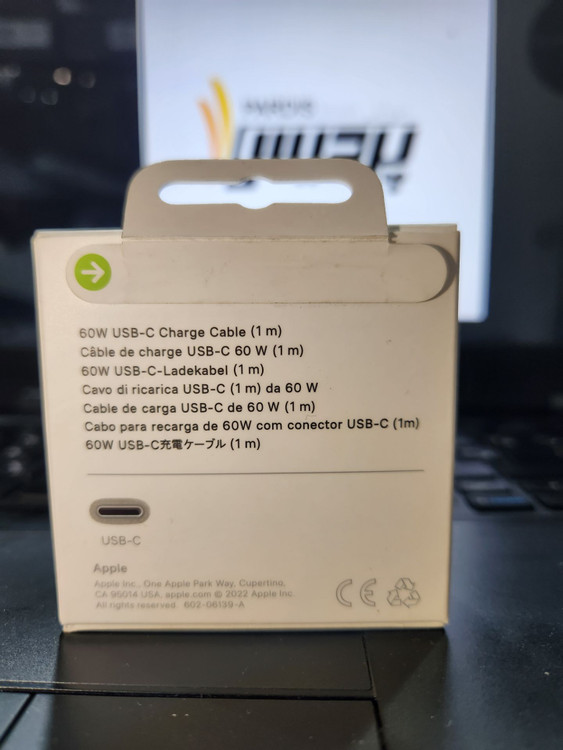 PARDIS
60W USB-C Charge Cable (1 m)
Câble de charge USB-C 60 W (1 m)
60W USB-C-Ladekabel (1 m)
Cavo di ricarica USB-C (1 m) da 60 W
Cable de carga USB-C de 60 W (1 m)
Cabo para recarga de 60W com conector USB-C (1m)
60W USB-C充電ケーブル (1 m)
USB-C
Apple
Apple Inc., One Apple Park Way, Cupertino,
CA 95014 USA. apple.com © 2022 Apple Inc.
All rights reserved. 602-06139-A
CE